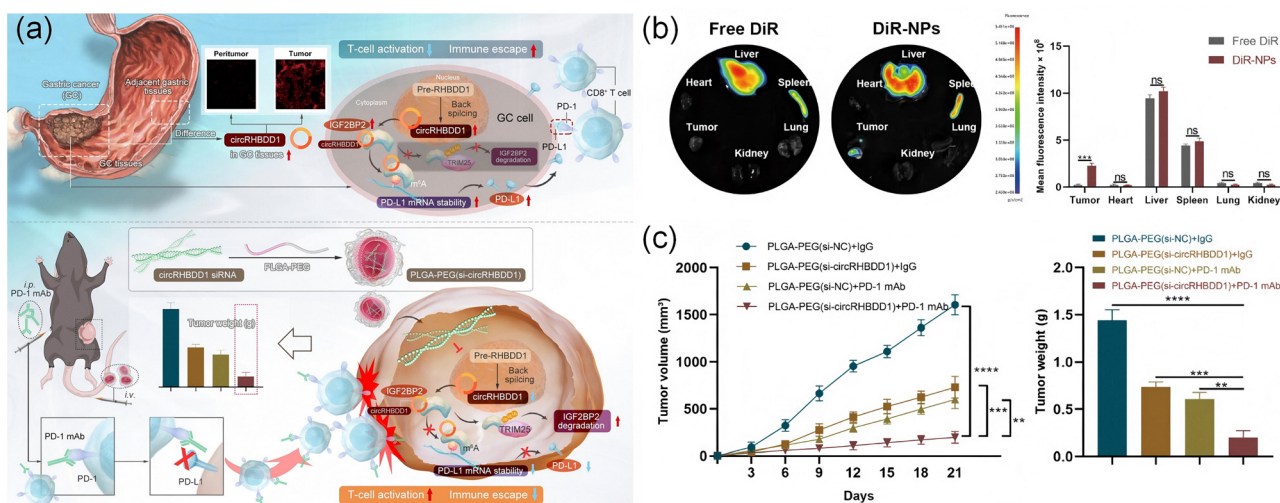 (a)
T-cell activation
Immune escape
Peritumor
Tumor
Gastric cancer
(GC)
Adjacent gastric
tissues
GC tissues
Difference
circRHBDD1
in GC tissues
Nucleus
Cytoplasm
Pre-RHBDD1
Back
spilcing
circRHBDD1
GC cell
IGF2BP2
circRHBDD1
TRIM25
IGF2BP2
degradation
m⁶A
PD-L1 mRNA stability
PD-L1
PD-1
PD-L1
CD8⁺ T cell
circRHBDD1 siRNA
PLGA-PEG
PLGA-PEG(si-circRHBDD1)
i.p.
PD-1 mAb
i.v.
Tumor weight (g)
PD-1 mAb
PD-1
PD-L1
Pre-RHBDD1
Back
spilcing
circRHBDD1
IGF2BP2
circRHBDD1
TRIM25
IGF2BP2
degradation
m⁶A
PD-L1 mRNA stability
PD-L1
T-cell activation
Immune escape
(b)
Free DiR
DiR-NPs
Liver
Heart
Spleen
Tumor
Lung
Kidney
Liver
Heart
Spleen
Tumor
Lung
Kidney
Fluorescence
Mean fluorescence intensity × 10⁸
15
10
5
0
Free DiR
DiR-NPs
***
ns
ns
ns
ns
ns
Tumor
Heart
Liver
Spleen
Lung
Kidney
(c)
PLGA-PEG(si-NC)+IgG
PLGA-PEG(si-circRHBDD1)+IgG
PLGA-PEG(si-NC)+PD-1 mAb
PLGA-PEG(si-circRHBDD1)+PD-1 mAb
Tumor volume (mm³)
2000
1500
1000
500
0
3
6
9
12
15
18
21
Days
****
***
**
PLGA-PEG(si-NC)+IgG
PLGA-PEG(si-circRHBDD1)+IgG
PLGA-PEG(si-NC)+PD-1 mAb
PLGA-PEG(si-circRHBDD1)+PD-1 mAb
Tumor weight (g)
2.0
1.5
1.0
0.5
0.0
****
***
**